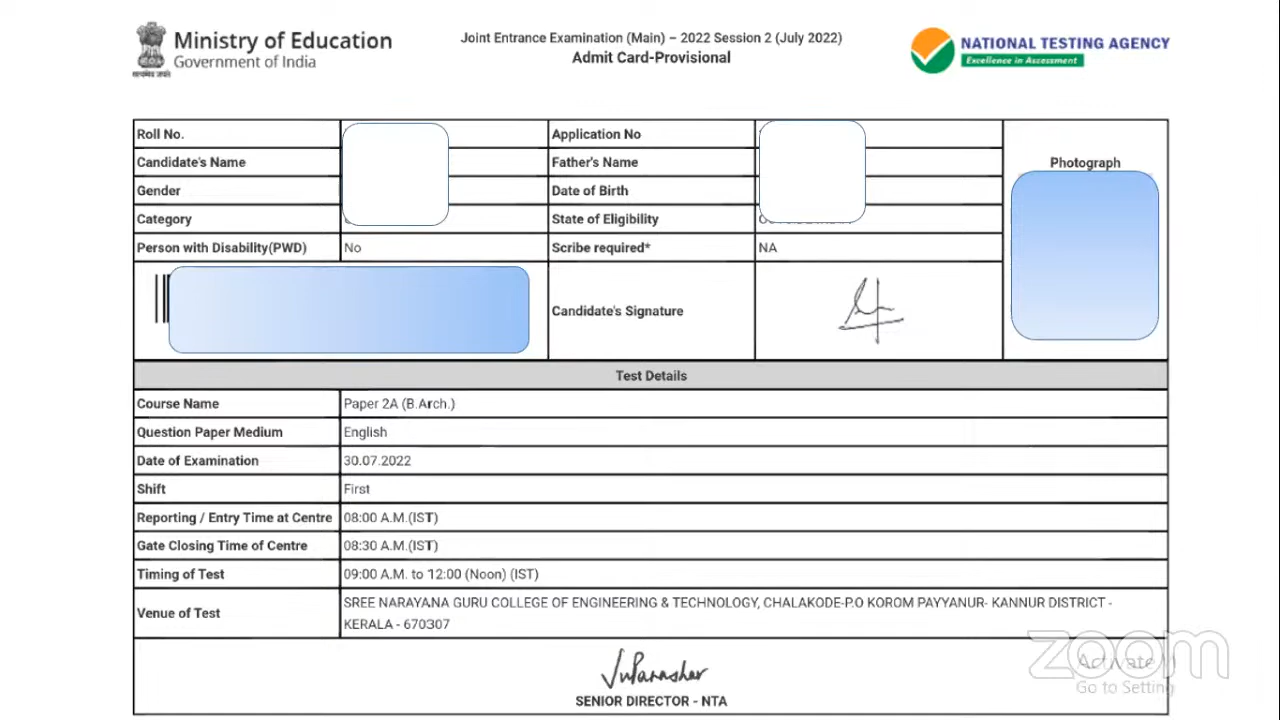 Ministry of Education
Government of India
सत्यमेव जयते
Joint Entrance Examination (Main) – 2022 Session 2 (July 2022)
Admit Card-Provisional
NATIONAL TESTING AGENCY
Excellence in Assessment
Roll No. Application No
Candidate's Name Father's Name
Gender Date of Birth
Category State of Eligibility
Person with Disability(PWD) No Scribe required* NA
Photograph
Candidate's Signature
Test Details
Course Name Paper 2A (B.Arch.)
Question Paper Medium English
Date of Examination 30.07.2022
Shift First
Reporting / Entry Time at Centre 08:00 A.M.(IST)
Gate Closing Time of Centre 08:30 A.M.(IST)
Timing of Test 09:00 A.M. to 12:00 (Noon) (IST)
Venue of Test SREE NARAYANA GURU COLLEGE OF ENGINEERING & TECHNOLOGY, CHALAKODE-P.O KOROM PAYYANUR- KANNUR DISTRICT -
KERALA - 670307
SENIOR DIRECTOR - NTA
zoom
Activate
Go to Setting